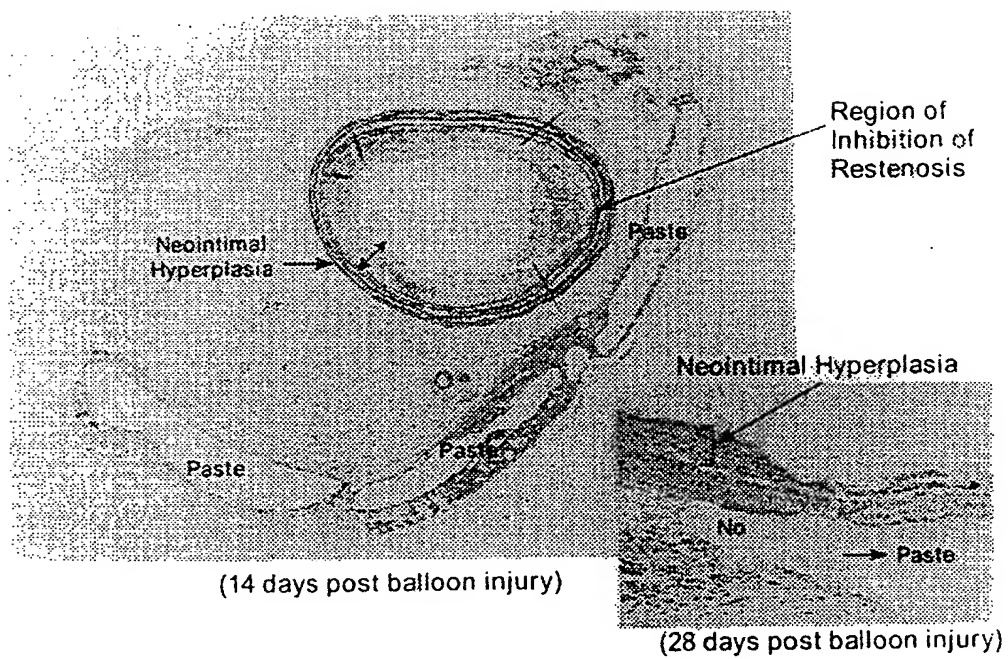 Region of
Inhibition of
Restenosis
Paste
Neointimal
Hyperplasia
Neointimal Hyperplasia
Paste
Paste
No
Paste
(14 days post balloon injury)
(28 days post balloon injury)